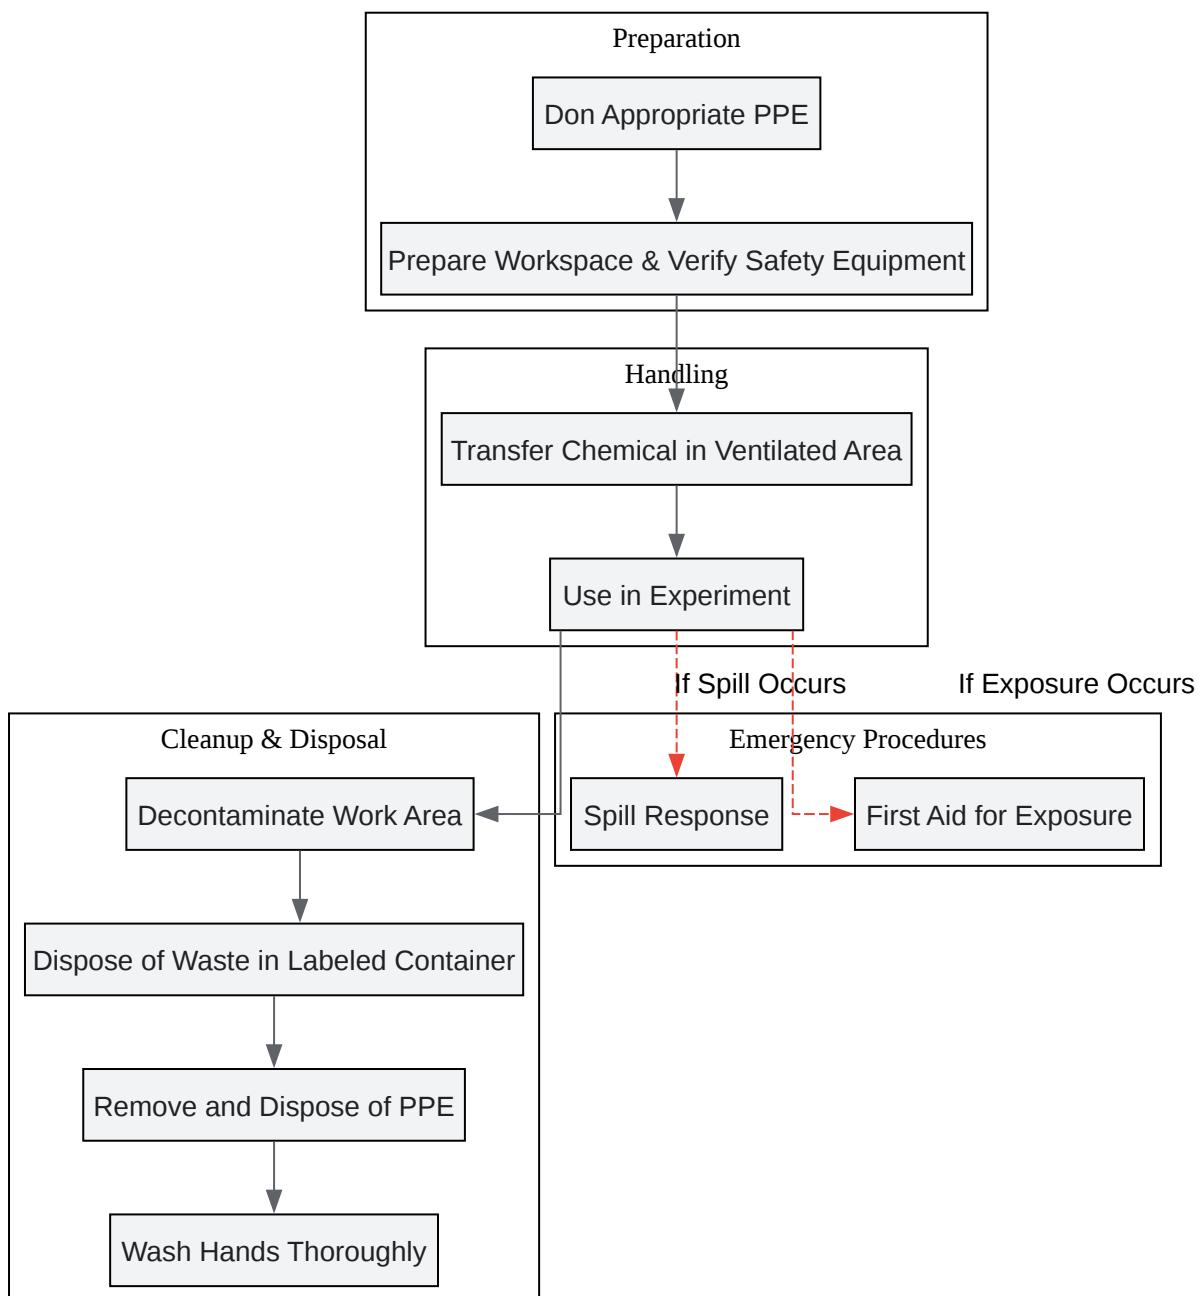 Preparation
Don Appropriate PPE
Prepare Workspace & Verify Safety Equipment
Handling
Transfer Chemical in Ventilated Area
Use in Experiment
If Spill Occurs
If Exposure Occurs
Cleanup & Disposal
Emergency Procedures
Decontaminate Work Area
Spill Response
First Aid for Exposure
Dispose of Waste in Labeled Container
Remove and Dispose of PPE
Wash Hands Thoroughly